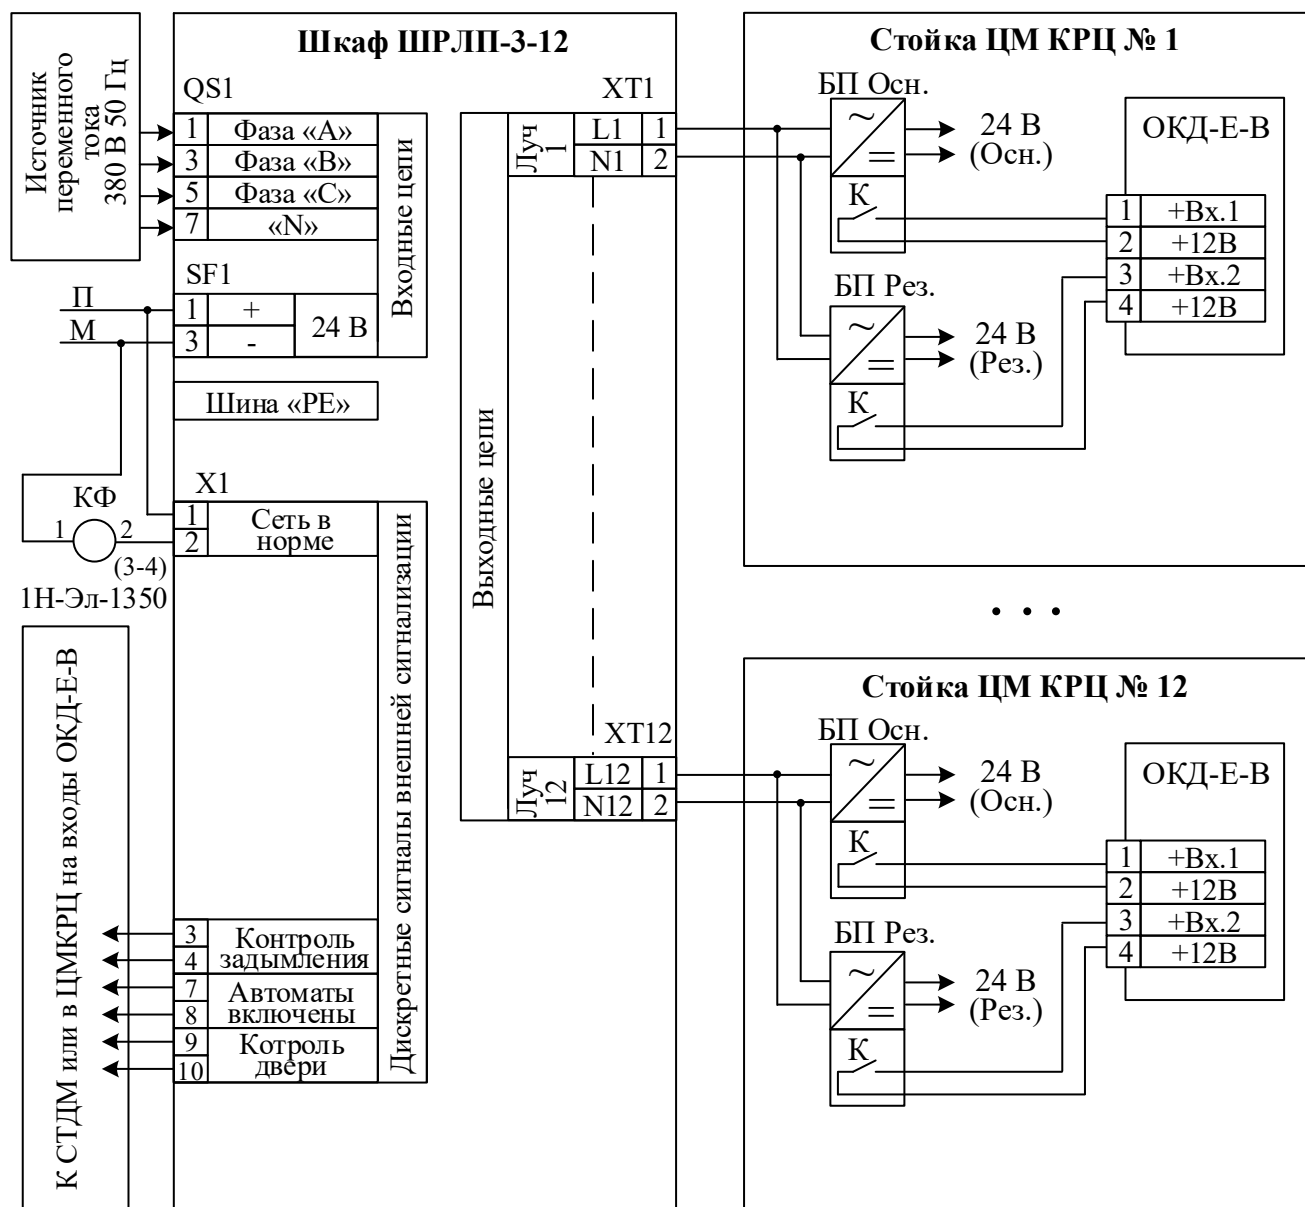 Источник
переменного
тока
380 В 50 Гц
Шкаф ШРЛП-3-12
QS1
1 Фаза «А»
3 Фаза «В»
5 Фаза «С»
7 «N»
Входные цепи
SF1
П
М
1 +
3 -
24 В
Шина «РЕ»
КФ
1
2
(3-4)
1Н-Эл-1350
X1
1
2
Сеть в
норме
Дискретные сигналы внешней сигнализации
3
4
Контроль
задымления
7
8
Автоматы
включены
9
10
Котроль
двери
К СТДМ или в ЦМКРЦ на входы ОКД-Е-В
Выходные цепи
XT1
Луч
1
L1 1
N1 2
XT12
Луч
12
L12 1
N12 2
Стойка ЦМ КРЦ № 1
БП Осн.
~
=
24 В
(Осн.)
К
БП Рез.
~
=
24 В
(Рез.)
К
ОКД-Е-В
1 +Вх.1
2 +12В
3 +Вх.2
4 +12В
. . .
Стойка ЦМ КРЦ № 12
БП Осн.
~
=
24 В
(Осн.)
К
БП Рез.
~
=
24 В
(Рез.)
К
ОКД-Е-В
1 +Вх.1
2 +12В
3 +Вх.2
4 +12В